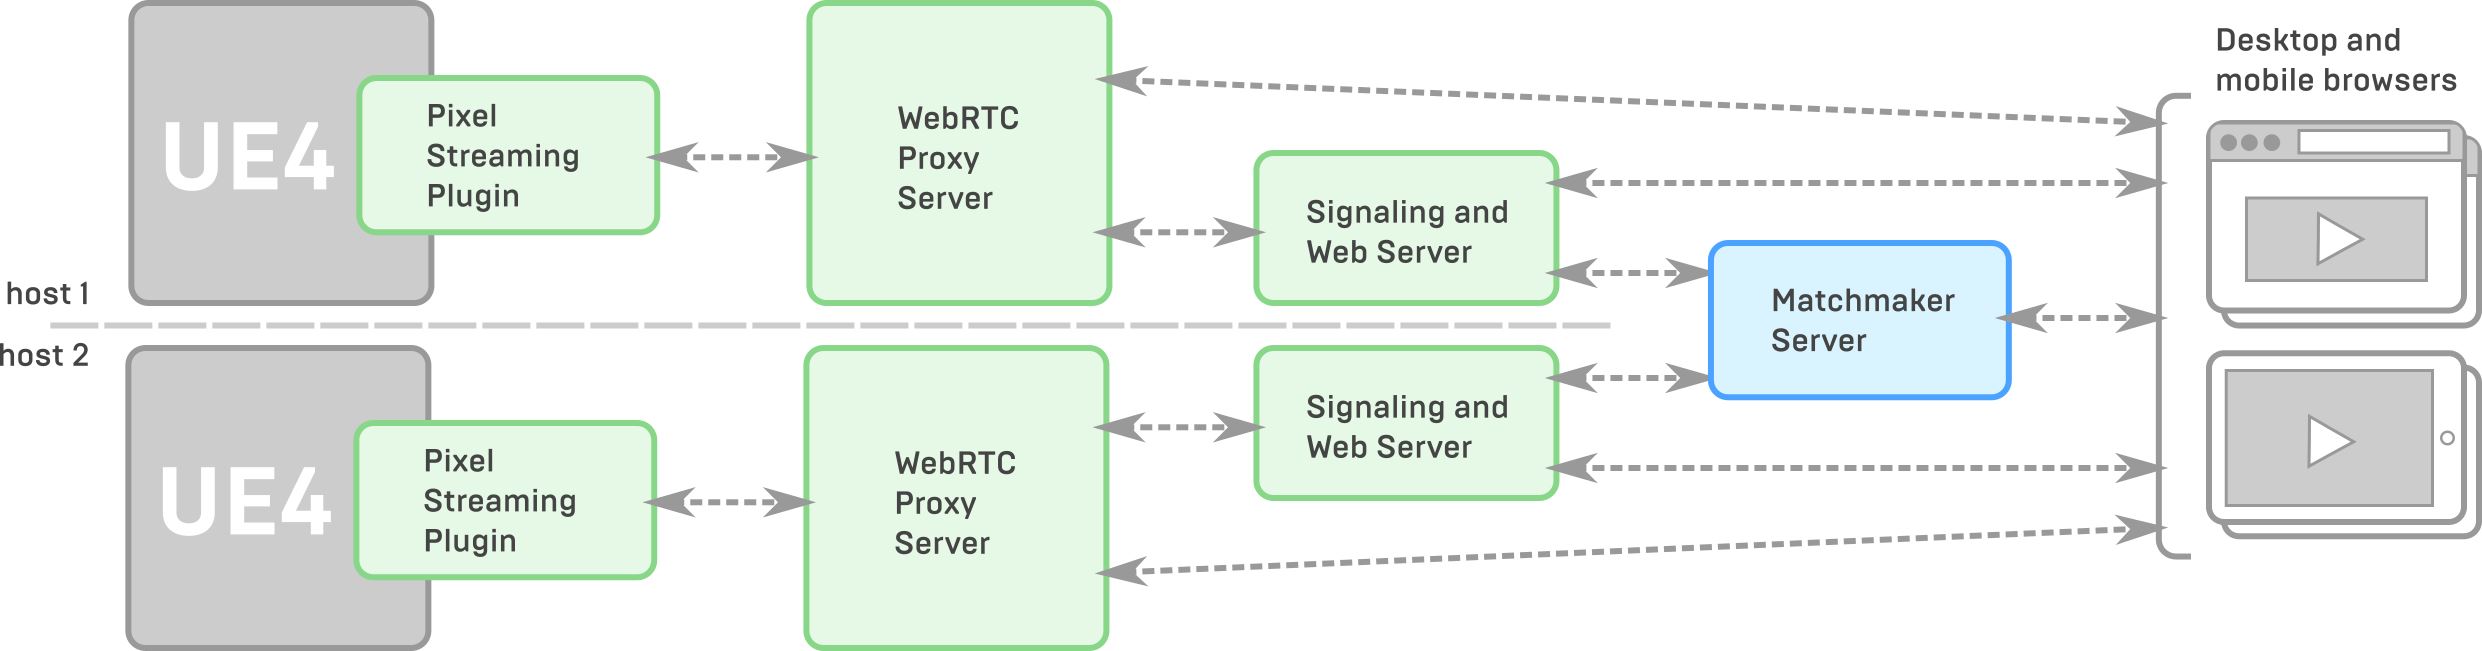 Desktop and
mobile browsers
UE4
Pixel
Streaming
Plugin
WebRTC
Proxy
Server
Signaling and
Web Server
host 1
Matchmaker
Server
host 2
UE4
Pixel
Streaming
Plugin
WebRTC
Proxy
Server
Signaling and
Web Server